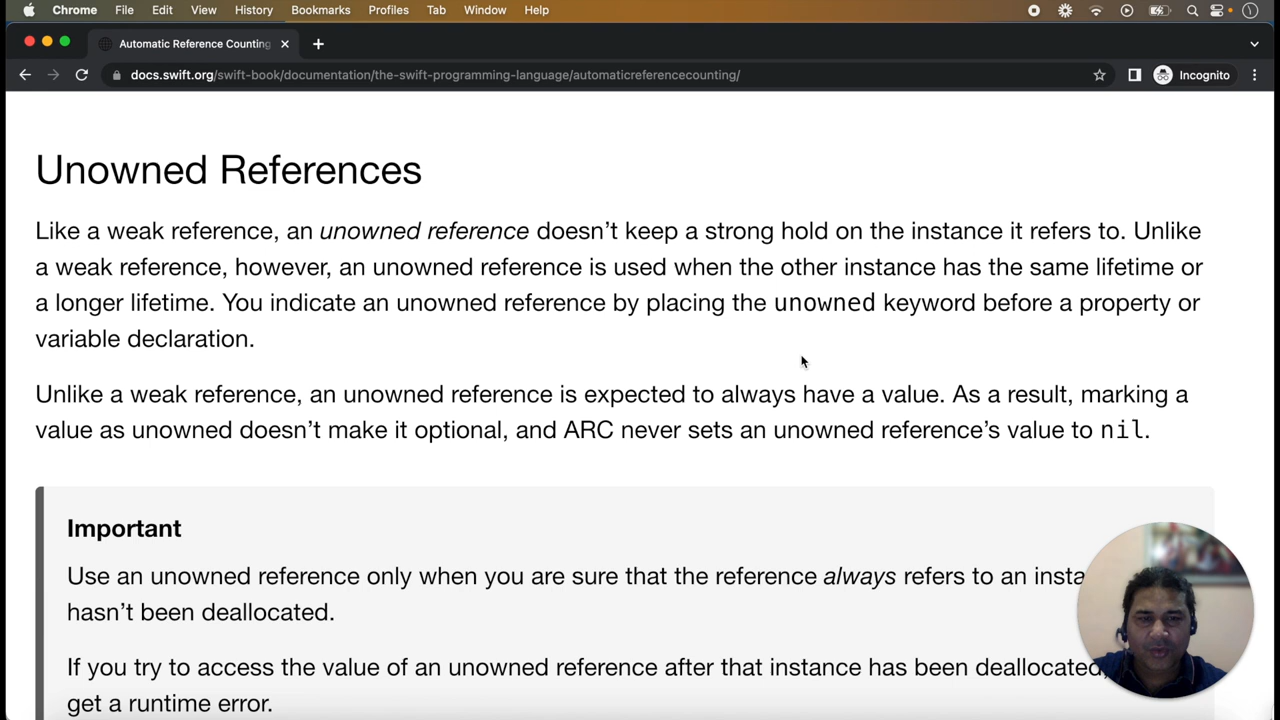 Chrome File Edit View History Bookmarks Profiles Tab Window Help
Automatic Reference Counting
docs.swift.org/swift-book/documentation/the-swift-programming-language/automaticreferencecounting/
Incognito
Unowned References
Like a weak reference, an unowned reference doesn’t keep a strong hold on the instance it refers to. Unlike
a weak reference, however, an unowned reference is used when the other instance has the same lifetime or
a longer lifetime. You indicate an unowned reference by placing the unowned keyword before a property or
variable declaration.
Unlike a weak reference, an unowned reference is expected to always have a value. As a result, marking a
value as unowned doesn’t make it optional, and ARC never sets an unowned reference’s value to nil.
Important
Use an unowned reference only when you are sure that the reference always refers to an insta
hasn’t been deallocated.
If you try to access the value of an unowned reference after that instance has been deallocated,
get a runtime error.